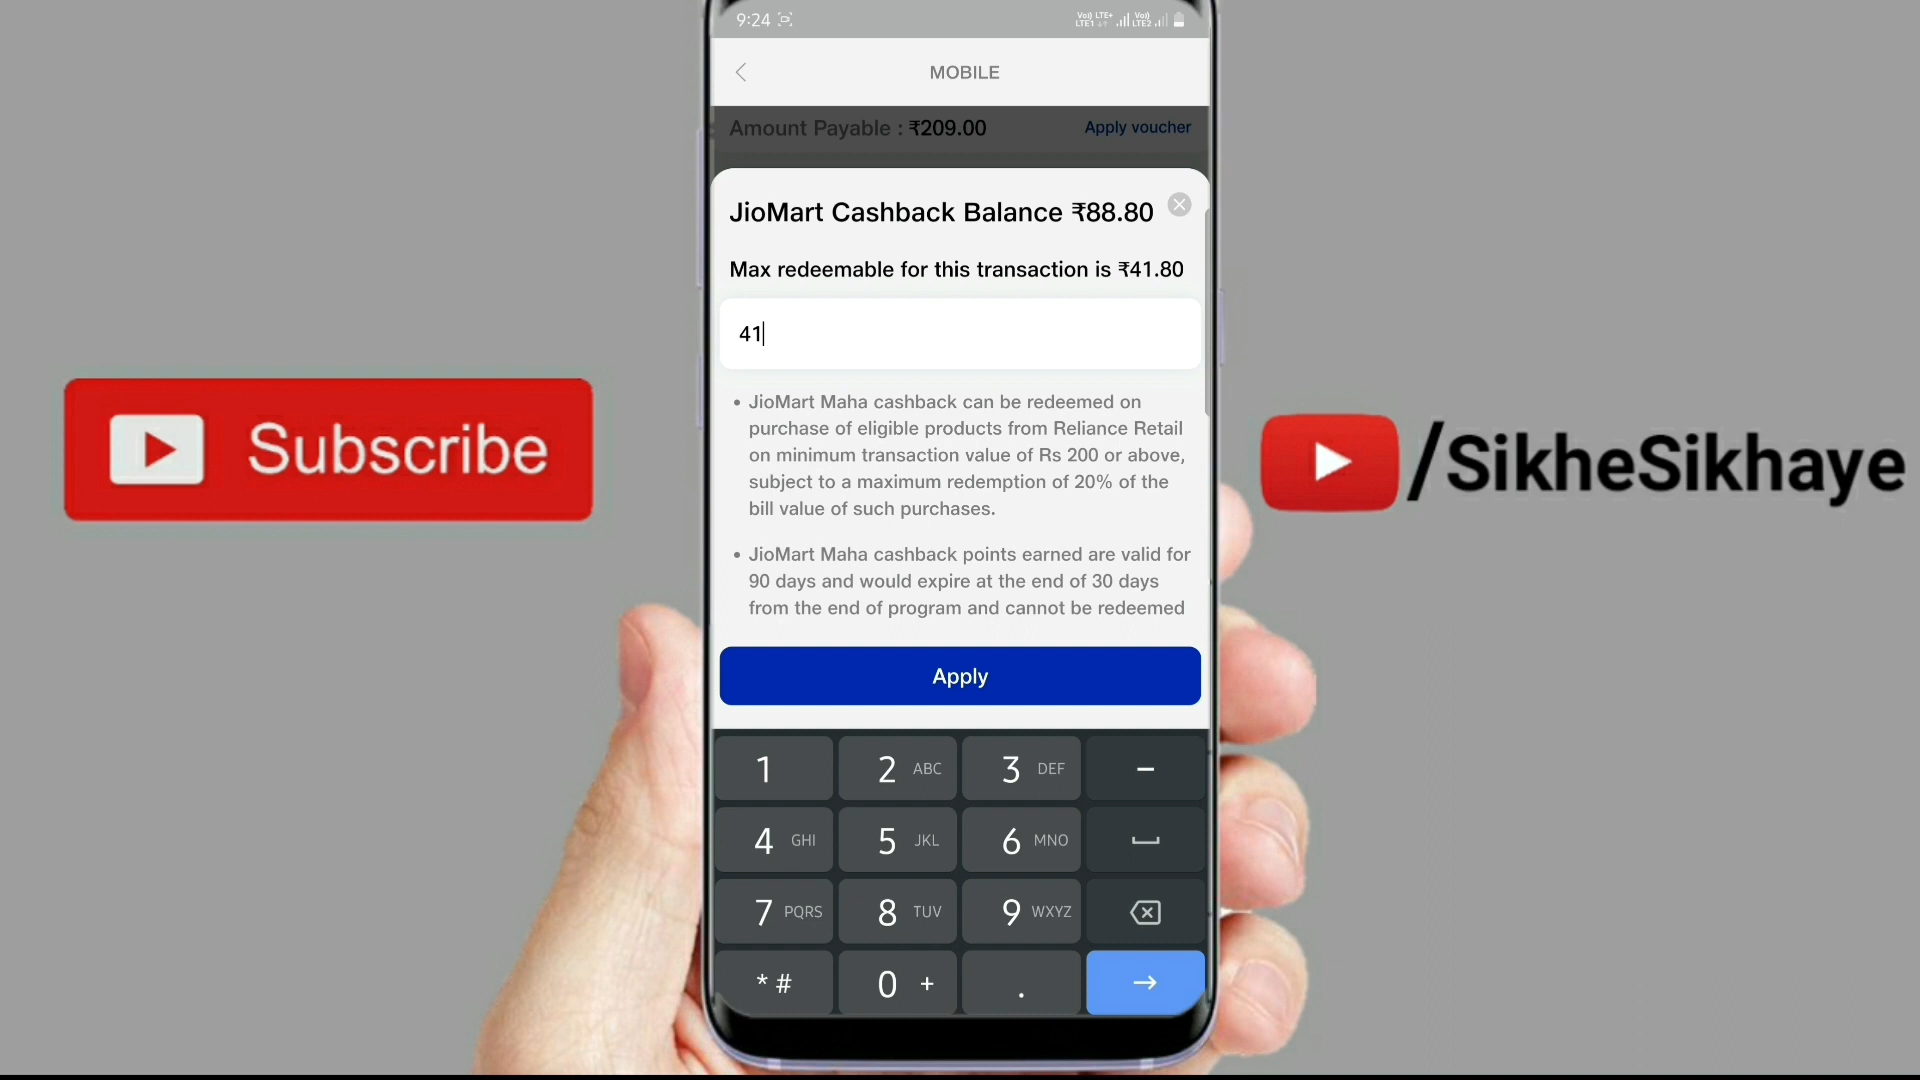 9:24
Vo)) LTE+
LTE1
Vo))
LTE2
MOBILE
Amount Payable : ₹209.00
Apply voucher
JioMart Cashback Balance ₹88.80
Max redeemable for this transaction is ₹41.80
41
• JioMart Maha cashback can be redeemed on
purchase of eligible products from Reliance Retail
on minimum transaction value of Rs 200 or above,
subject to a maximum redemption of 20% of the
bill value of such purchases.
• JioMart Maha cashback points earned are valid for
90 days and would expire at the end of 30 days
from the end of program and cannot be redeemed
Apply
1
2 ABC
3 DEF
–
4 GHI
5 JKL
6 MNO
7 PQRS
8 TUV
9 WXYZ
* #
0 +
.
Subscribe
/SikheSikhaye